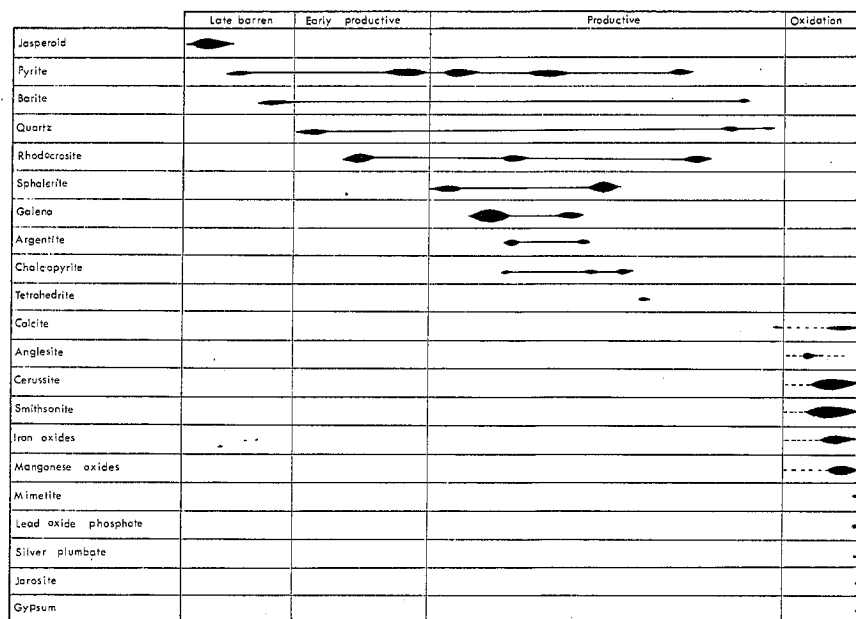 Late barren Early productive Productive Oxidation
Jasperoid
Pyrite
Barite
Quartz
Rhodocrosite
Sphalerite
Galena
Argentite
Chalcopyrite
Tetrahedrite
Calcite
Anglesite
Cerussite
Smithsonite
Iron oxides
Manganese oxides
Mimetite
Lead oxide phosphate
Silver plumbate
Jarosite
Gypsum